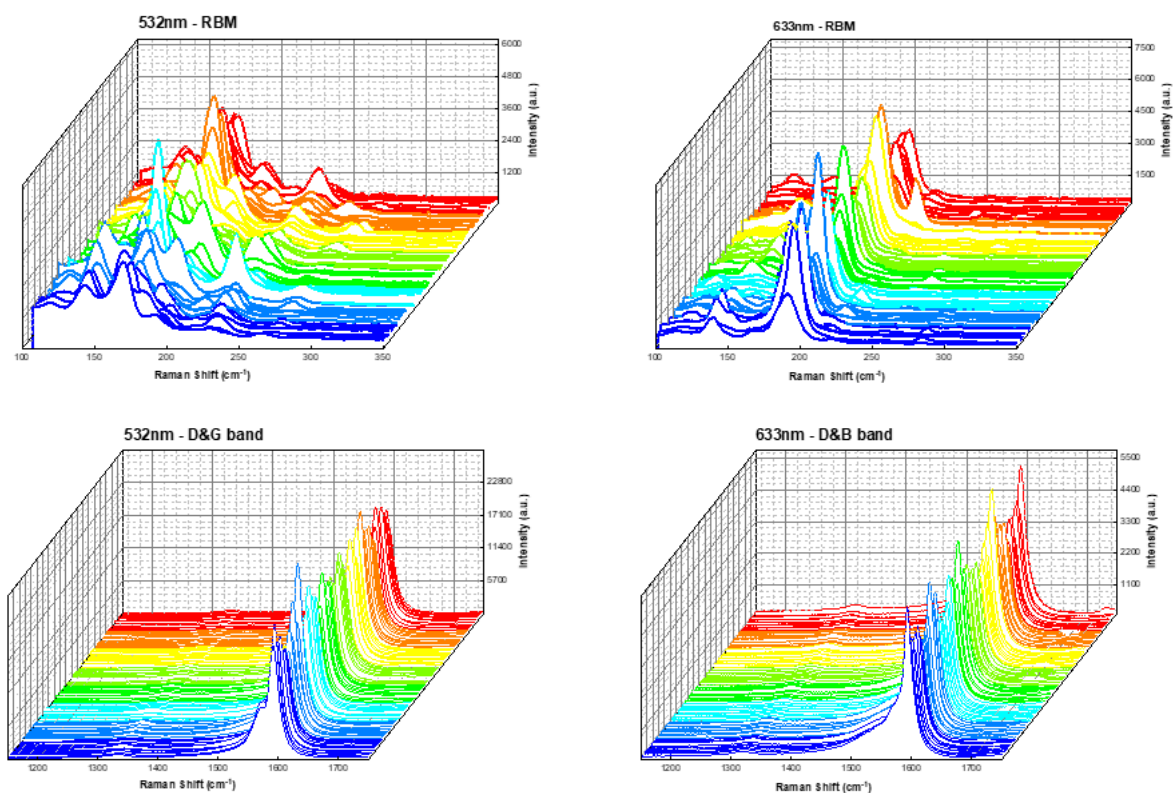 532nm - RBM
6000
4800
3600
2400
1200
Intensity (a.u.)
100 150 200 250 300 350
Raman Shift (cm⁻¹)
633nm - RBM
7500
6000
4500
3000
1500
Intensity (a.u.)
100 150 200 250 300 350
Raman Shift (cm⁻¹)
532nm - D&G band
22800
17100
11400
5700
Intensity (a.u.)
1200 1300 1400 1500 1600 1700
Raman Shift (cm⁻¹)
633nm - D&B band
5500
4400
3300
2200
1100
Intensity (a.u.)
1200 1300 1400 1500 1600 1700
Raman Shift (cm⁻¹)